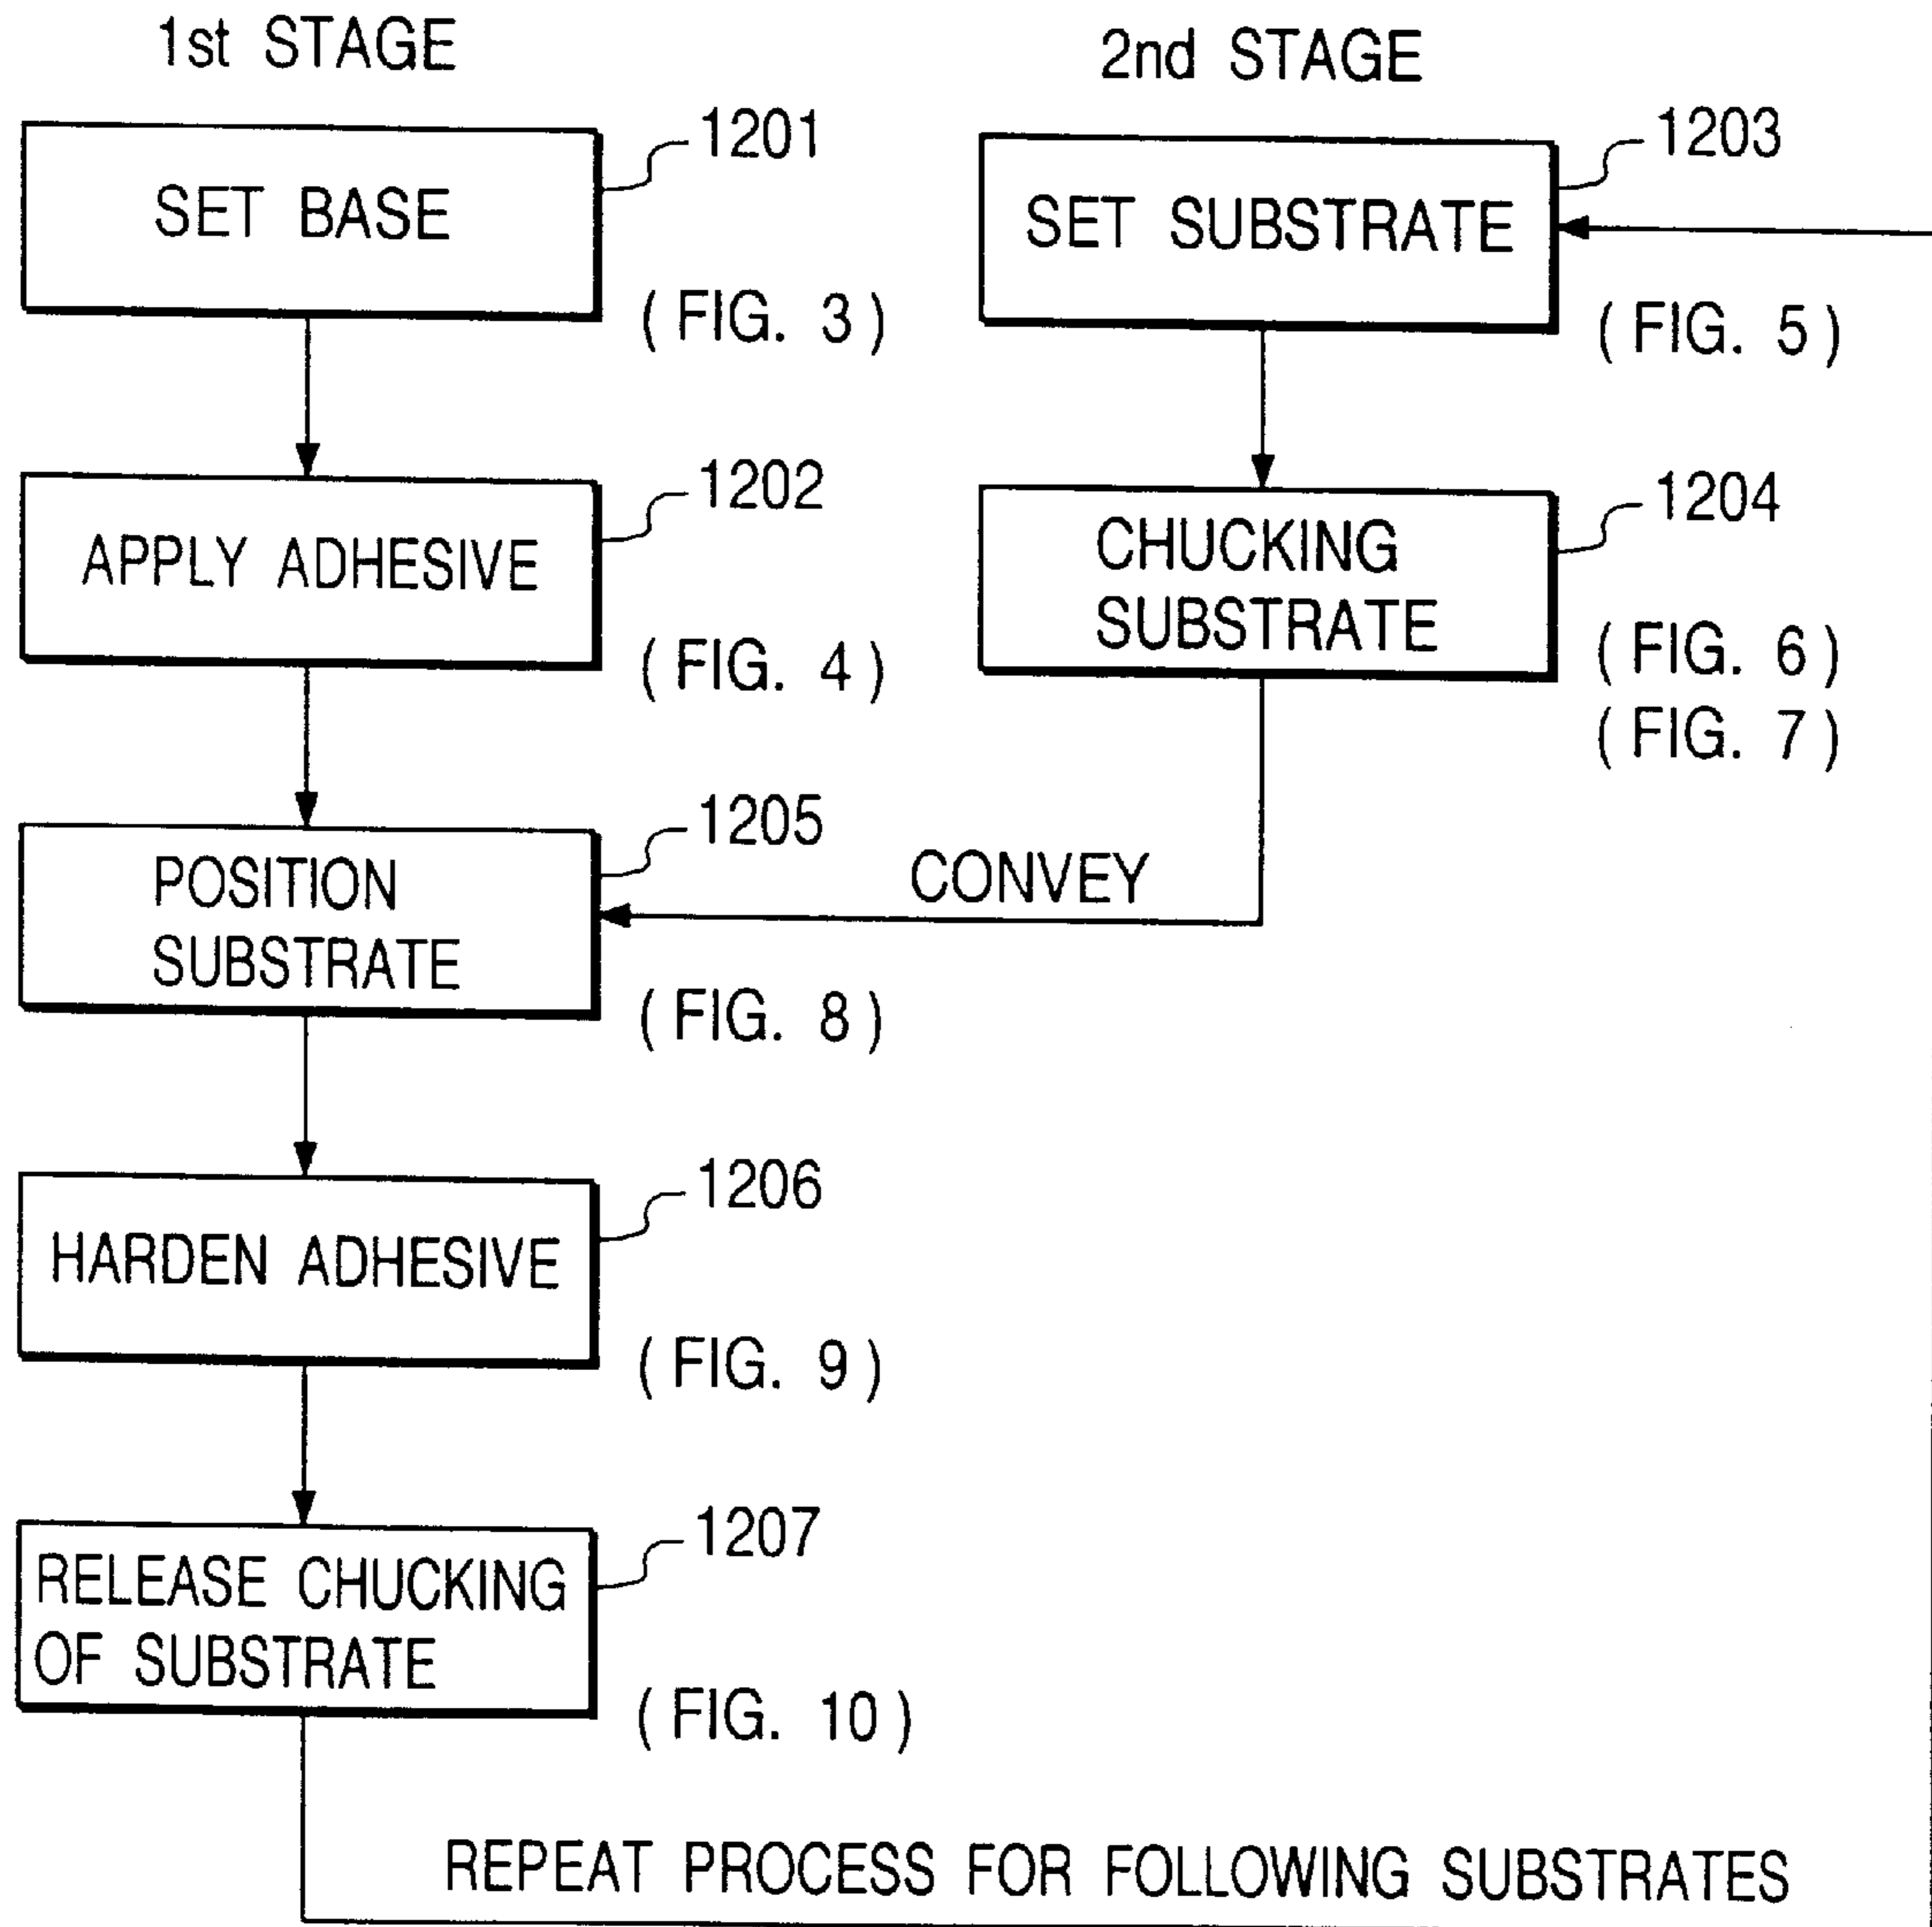 1st STAGE
2nd STAGE
1201
SET BASE
(FIG. 3)
1203
SET SUBSTRATE
(FIG. 5)
1202
APPLY ADHESIVE
(FIG. 4)
1204
CHUCKING
SUBSTRATE
(FIG. 6)
(FIG. 7)
1205
POSITION
SUBSTRATE
(FIG. 8)
CONVEY
1206
HARDEN ADHESIVE
(FIG. 9)
1207
RELEASE CHUCKING
OF SUBSTRATE
(FIG. 10)
REPEAT PROCESS FOR FOLLOWING SUBSTRATES